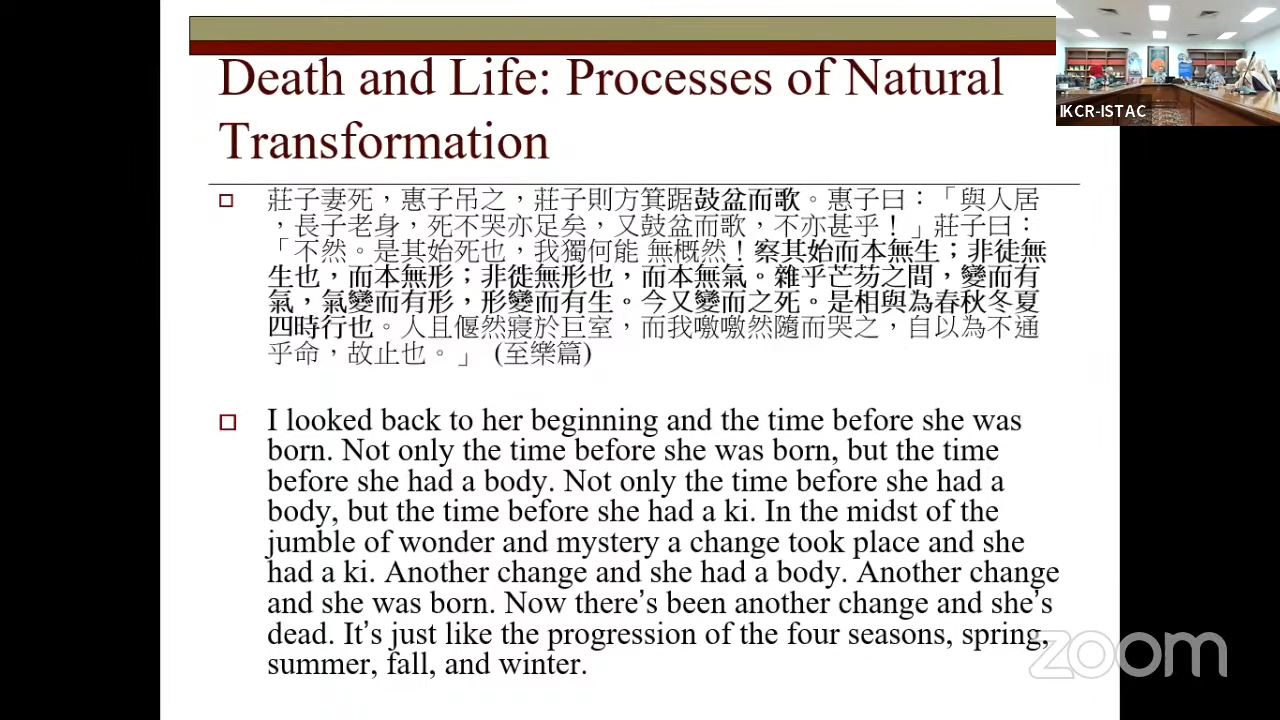 Death and Life: Processes of Natural
Transformation
IKCR-ISTAC
莊子妻死，惠子吊之，莊子則方箕踞鼓盆而歌。惠子曰：「與人居
，長子老身，死不哭亦足矣，又鼓盆而歌，不亦甚乎！」莊子曰：
「不然。是其始死也，我獨何能 無概然！察其始而本無生；非徒無
生也，而本無形；非徙無形也，而本無氣。雜乎芒芴之間，變而有
氣，氣變而有形，形變而有生。今又變而之死。是相與為春秋冬夏
四時行也。人且偃然寢於巨室，而我噭噭然隨而哭之，自以為不通
乎命，故止也。」 (至樂篇)
I looked back to her beginning and the time before she was
born. Not only the time before she was born, but the time
before she had a body. Not only the time before she had a
body, but the time before she had a ki. In the midst of the
jumble of wonder and mystery a change took place and she
had a ki. Another change and she had a body. Another change
and she was born. Now there’s been another change and she’s
dead. It’s just like the progression of the four seasons, spring,
summer, fall, and winter.
zoom